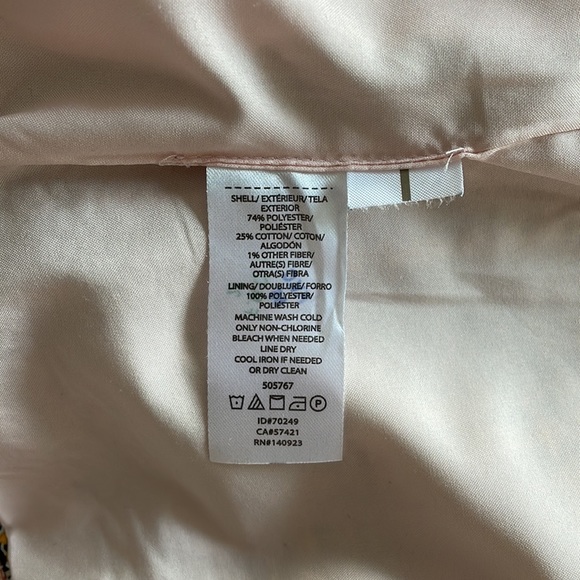 SHELL/ EXTÉRIEUR/ TELA
EXTERIOR
74% POLYESTER/
POLIÉSTER
25% COTTON/ COTON/
ALGODÓN
1% OTHER FIBER/
AUTRE(S) FIBRE/
OTRA(S) FIBRA
LINING/ DOUBLURE/ FORRO
100% POLYESTER/
POLIÉSTER
MACHINE WASH COLD
ONLY NON-CHLORINE
BLEACH WHEN NEEDED
LINE DRY
COOL IRON IF NEEDED
OR DRY CLEAN
505767
P
ID#70249
CA#57421
RN#140923